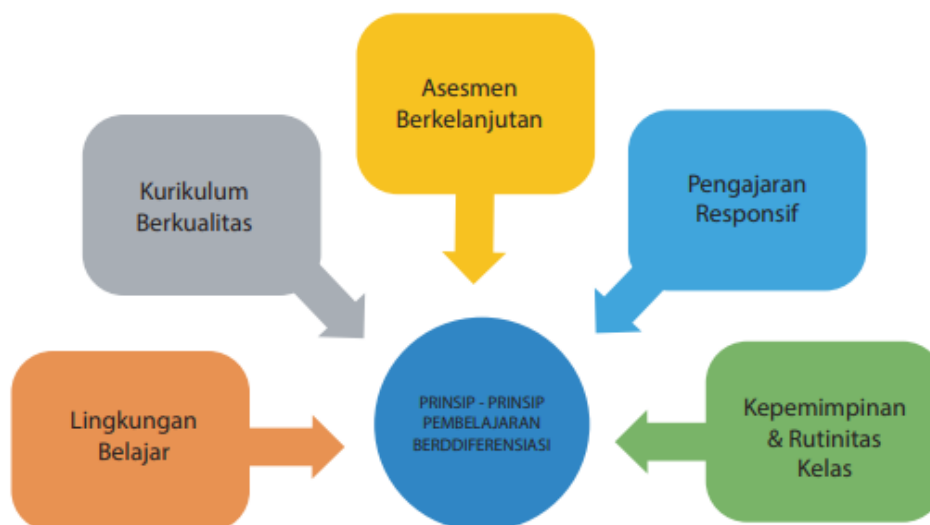 Asesmen
Berkelanjutan
Kurikulum
Berkualitas
Pengajaran
Responsif
Lingkungan
Belajar
PRINSIP - PRINSIP
PEMBELAJARAN
BERDDIFERENSIASI
Kepemimpinan
& Rutinitas
Kelas